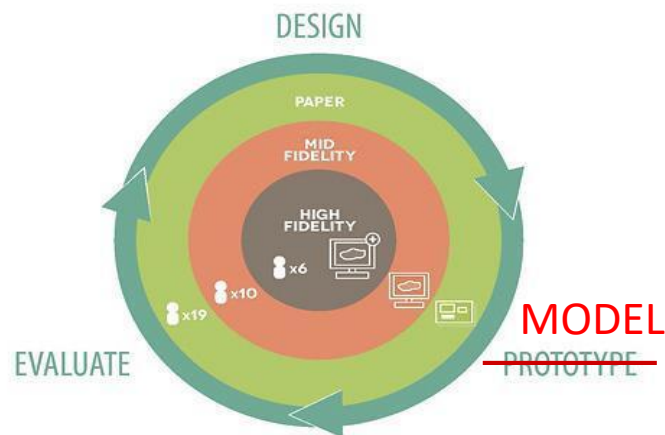 DESIGN
PAPER
MID
FIDELITY
HIGH
FIDELITY
x6
x10
x19
MODEL
EVALUATE
PROTOTYPE